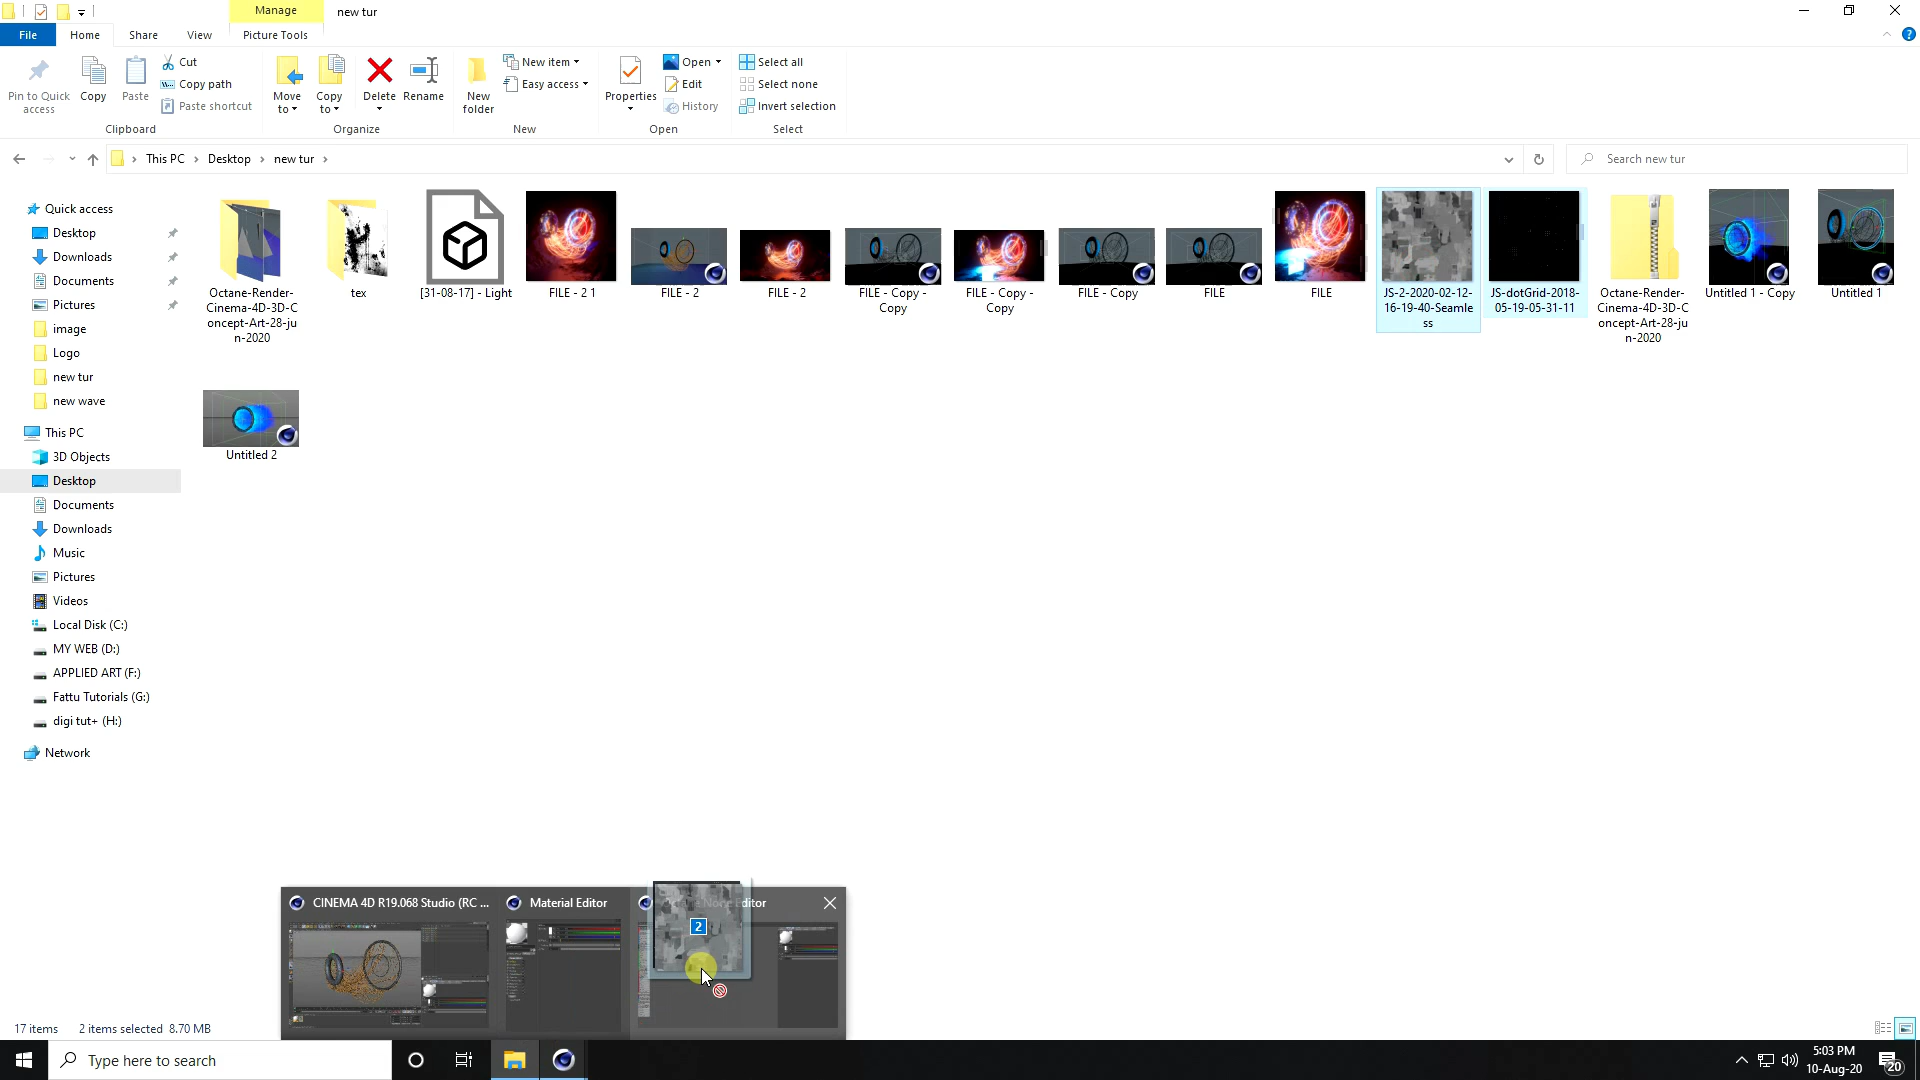 Manage
new tur
File
Home
Share
View
Picture Tools
Pin to Quick
access
Copy
Paste
Cut
Copy path
Paste shortcut
Clipboard
Move
to
Copy
to
Delete
Rename
Organize
New
folder
New item
Easy access
New
Properties
Open
Edit
History
Open
Select all
Select none
Invert selection
Select
This PC
Desktop
new tur
Search new tur
Quick access
Desktop
Downloads
Documents
Pictures
image
Logo
new tur
new wave
This PC
3D Objects
Desktop
Documents
Downloads
Music
Pictures
Videos
Local Disk (C:)
MY WEB (D:)
APPLIED ART (F:)
Fattu Tutorials (G:)
digi tut+ (H:)
Network
Octane-Render-
Cinema-4D-3D-C
oncept-Art-28-ju
n-2020
tex
[31-08-17] - Light
FILE - 2 1
FILE - 2
FILE - 2
FILE - Copy -
Copy
FILE - Copy -
Copy
FILE - Copy
FILE
FILE
JS-2-2020-02-12-
16-19-40-Seamle
ss
JS-dotGrid-2018-
05-19-05-31-11
Octane-Render-
Cinema-4D-3D-C
oncept-Art-28-ju
n-2020
Untitled 1 - Copy
Untitled 1
Untitled 2
CINEMA 4D R19.068 Studio (RC ...
Material Editor
Editor
2
17 items
2 items selected 8.70 MB
Type here to search
5:03 PM
10-Aug-20
20